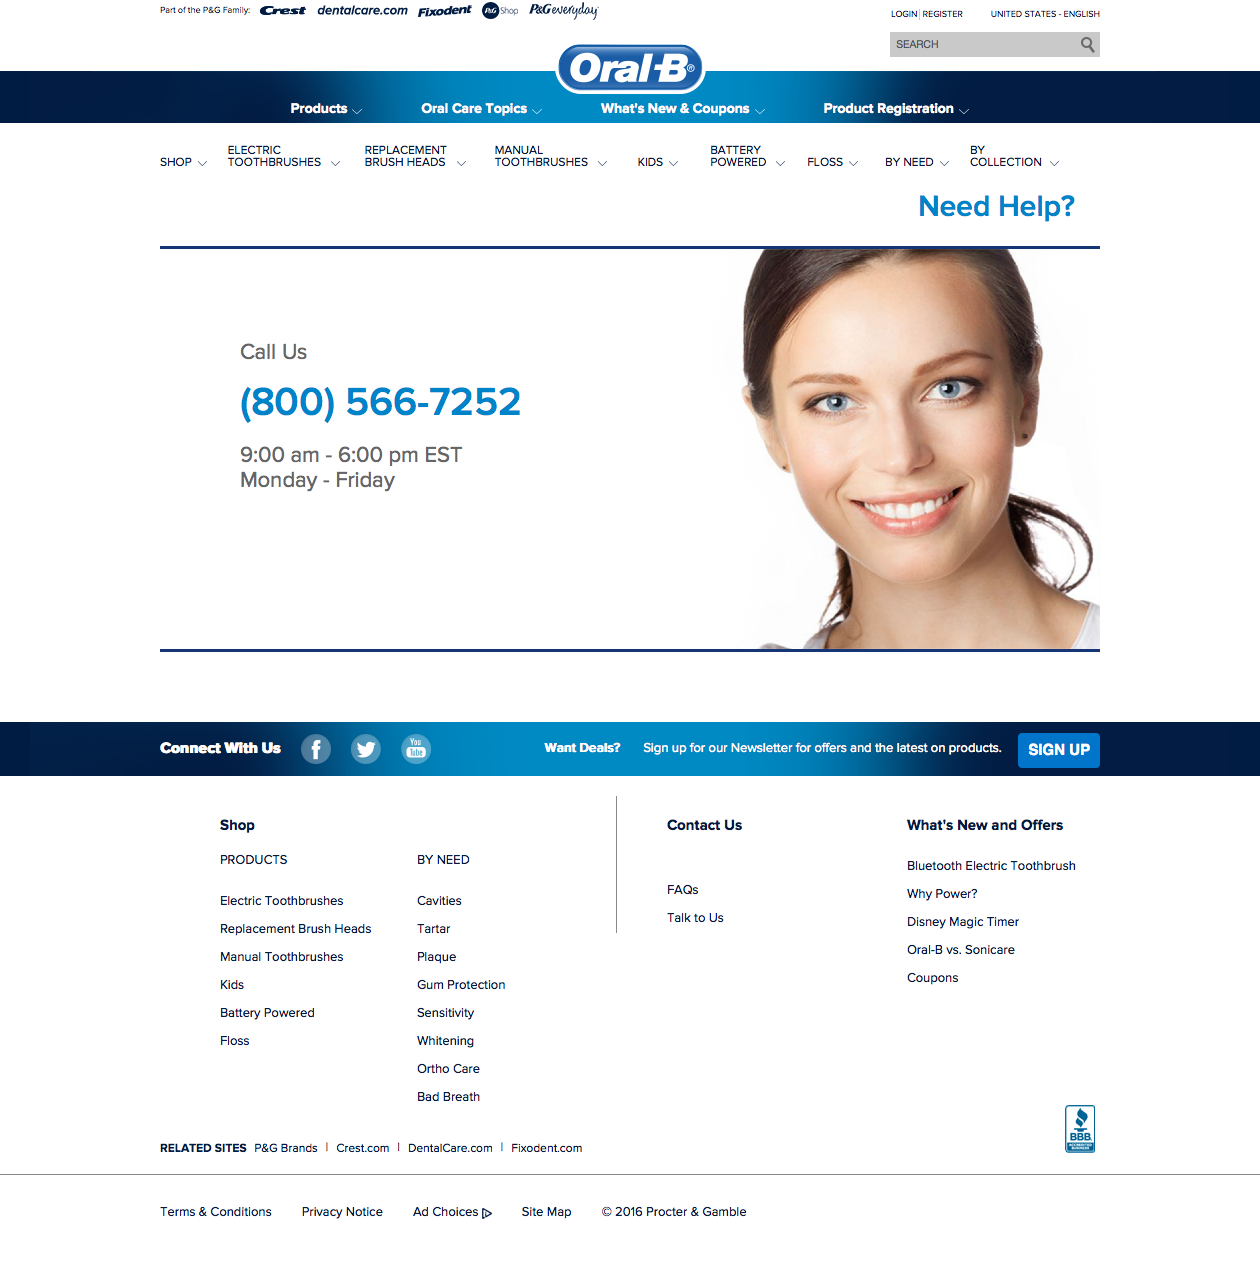 Part of the P&G Family: Crest dentalcare.com Fixodent P&G Shop P&G everyday
LOGIN | REGISTER UNITED STATES - ENGLISH
SEARCH
Oral-B®
Products Oral Care Topics What's New & Coupons Product Registration
SHOP
ELECTRIC
TOOTHBRUSHES
REPLACEMENT
BRUSH HEADS
MANUAL
TOOTHBRUSHES
KIDS
BATTERY
POWERED
FLOSS
BY NEED
BY
COLLECTION
Need Help?
Call Us
(800) 566-7252
9:00 am - 6:00 pm EST
Monday - Friday
Connect With Us
You
Tube
Want Deals? Sign up for our Newsletter for offers and the latest on products. SIGN UP
Shop
PRODUCTS
Electric Toothbrushes
Replacement Brush Heads
Manual Toothbrushes
Kids
Battery Powered
Floss
BY NEED
Cavities
Tartar
Plaque
Gum Protection
Sensitivity
Whitening
Ortho Care
Bad Breath
Contact Us
FAQs
Talk to Us
What's New and Offers
Bluetooth Electric Toothbrush
Why Power?
Disney Magic Timer
Oral-B vs. Sonicare
Coupons
BBB
ACCREDITED
BUSINESS
RELATED SITES P&G Brands | Crest.com | DentalCare.com | Fixodent.com
Terms & Conditions Privacy Notice Ad Choices Site Map © 2016 Procter & Gamble